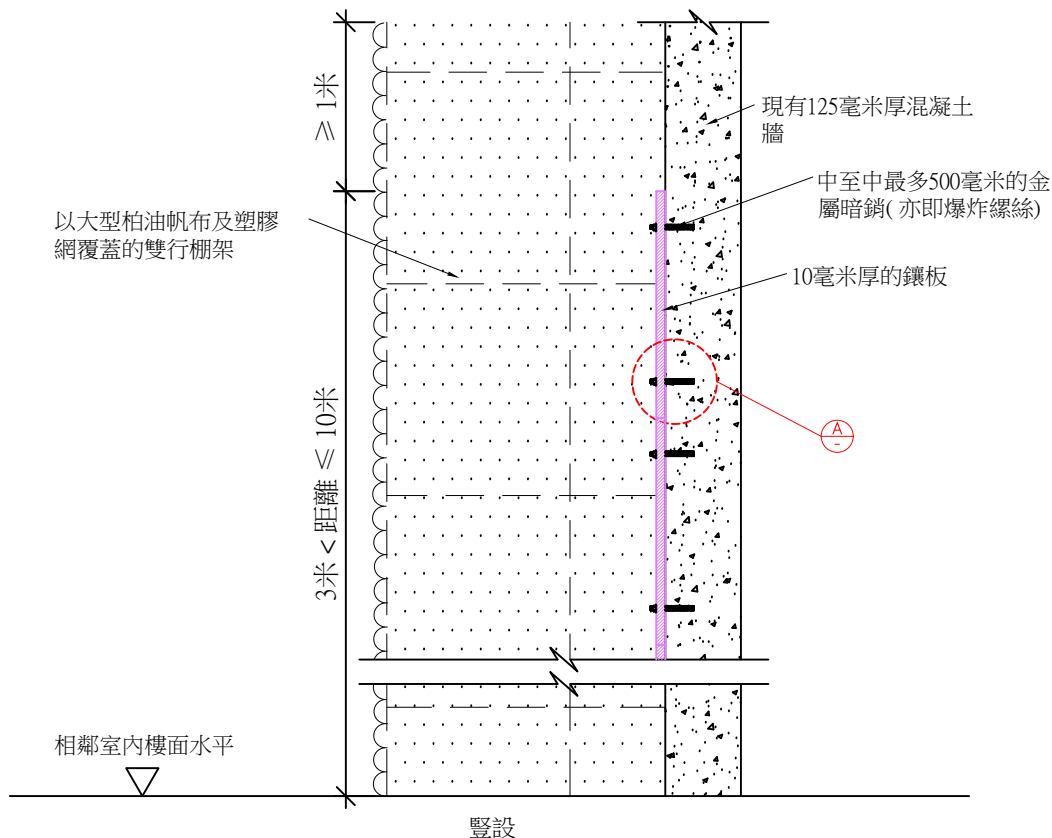 ≥ 1米
現有125毫米厚混凝土
牆
中至中最多500毫米的金
屬暗銷( 亦即爆炸縲絲)
以大型柏油帆布及塑膠
網覆蓋的雙行棚架
10毫米厚的鑲板
3米 < 距離 ≤ 10米
A
-
相鄰室內樓面水平
豎設